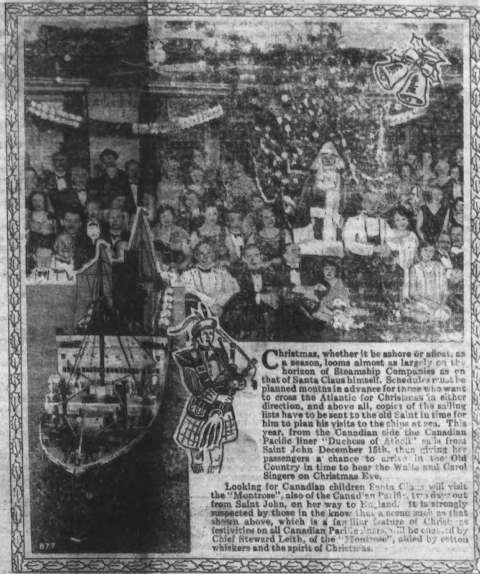 Christmas, whether it be ashore or afloat, as
a season, looms almost as largely on the
horizon of Steamship Companies as on
that of Santa Claus himself. Schedules must be
planned months in advance for those who want
to cross the Atlantic for Christmas in either
direction, and above all, copies of the sailing
lists have to be sent to the old Saint in time for
him to plan his visits to the ships at sea. This
year, from the Canadian side the Canadian
Pacific liner "Duchess of Atholl" sails from
Saint John December 15th, thus giving her
passengers a chance to arrive in the Old
Country in time to hear the Waits and Carol
Singers on Christmas Eve.
Looking for Canadian children Santa Claus will visit
the "Montrose", also of the Canadian Pacific, two days out
from Saint John, on her way to England. It is strongly
suspected by those in the know that a scene such as that
shown above, which is a familiar feature of Christmas
festivities on all Canadian Pacific liners, will be caused by
Chief Steward Leith, of the "Montrose", aided by cotton
whiskers and the spirit of Christmas.
877